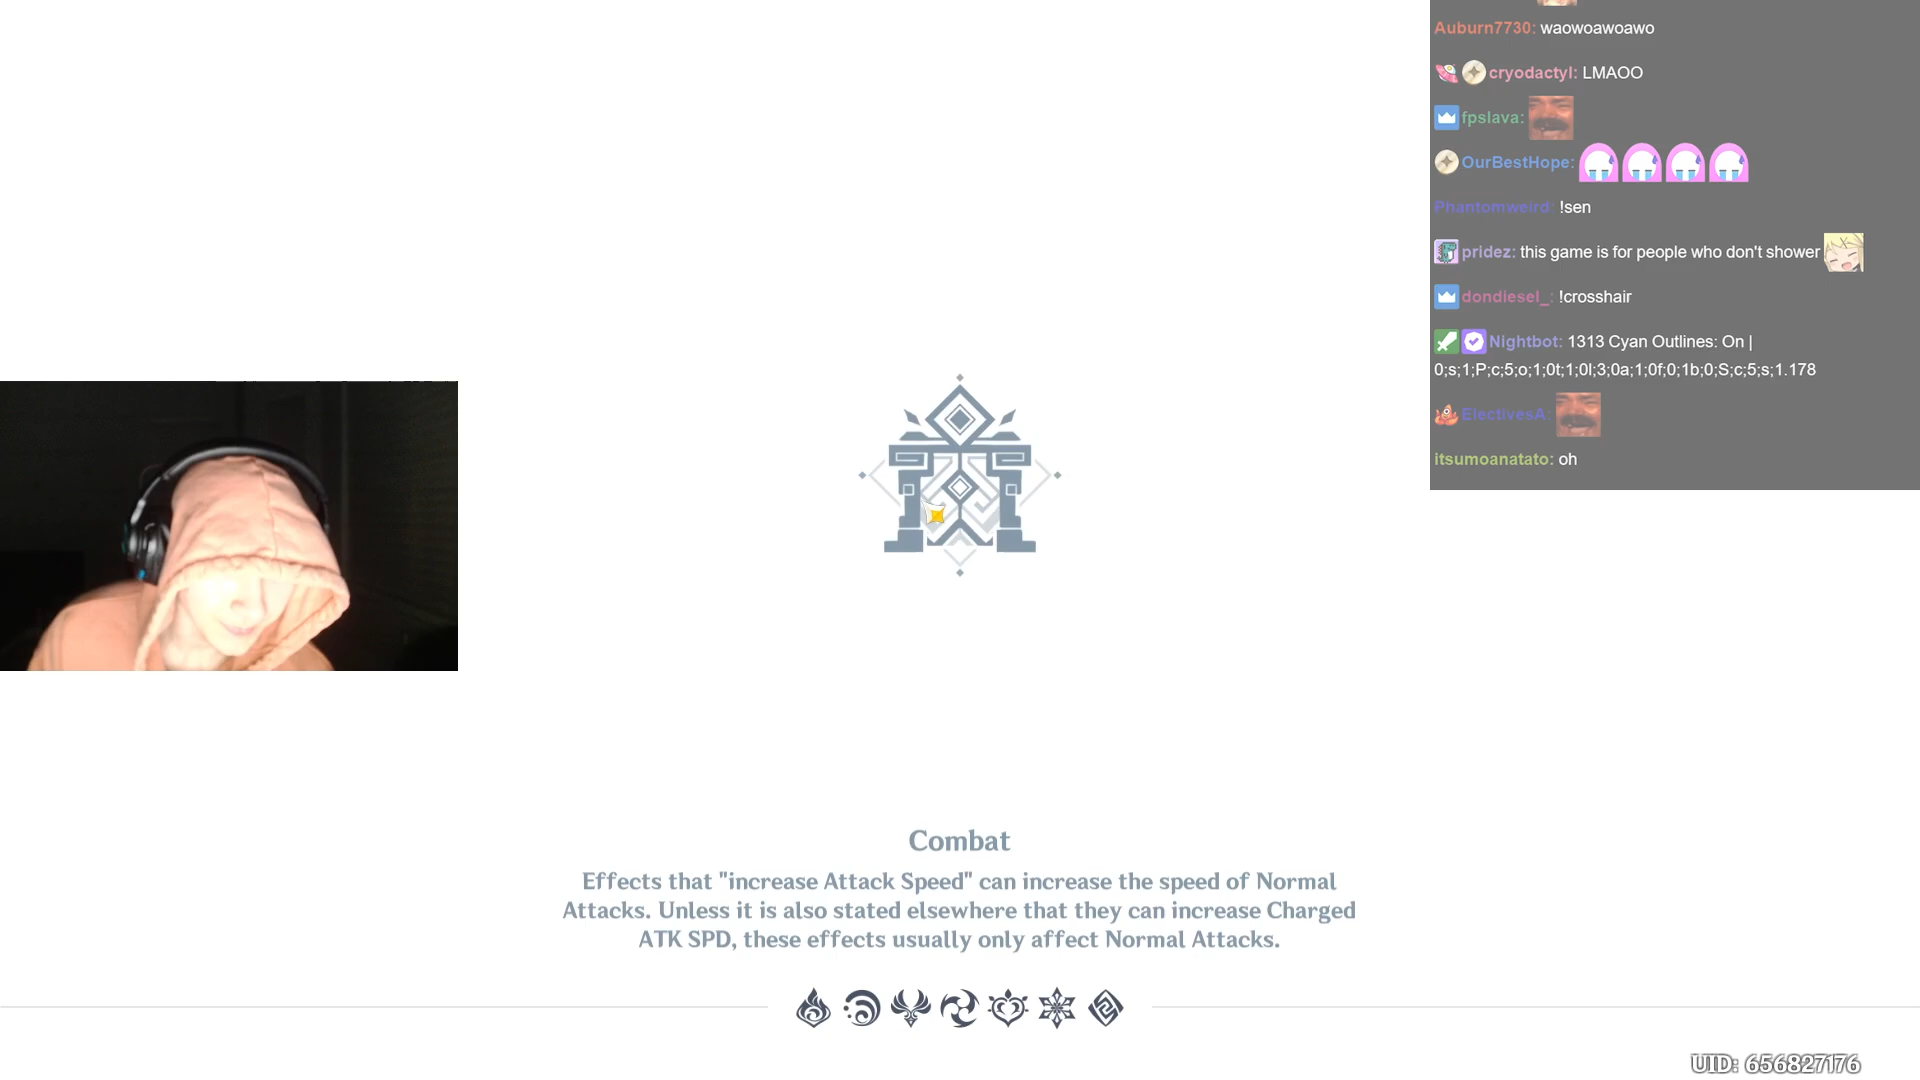 Auburn7730: waowoawoawo
cryodactyl: LMAOO
fpslava:
OurBestHope:
Phantomweird: !sen
pridez: this game is for people who don't shower
dondiesel_: !crosshair
Nightbot: 1313 Cyan Outlines: On |
0;s;1;P;c;5;o;1;0t;1;0l;3;0a;1;0f;0;1b;0;S;c;5;s;1.178
ElectivesA:
itsumoanatato: oh
Combat
Effects that "increase Attack Speed" can increase the speed of Normal
Attacks. Unless it is also stated elsewhere that they can increase Charged
ATK SPD, these effects usually only affect Normal Attacks.
UID: 656827176